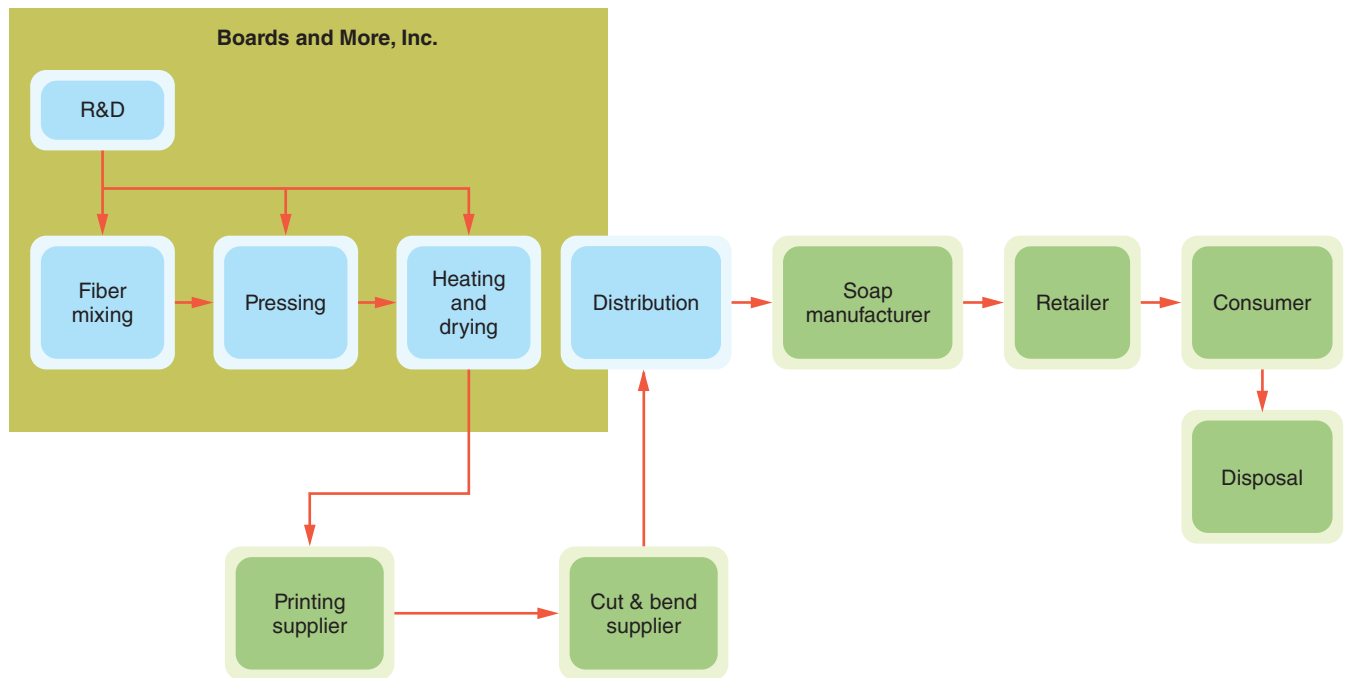 Boards and More, Inc.
R&D
Fiber
mixing
Pressing
Heating
and
drying
Distribution
Soap
manufacturer
Retailer
Consumer
Disposal
Printing
supplier
Cut & bend
supplier